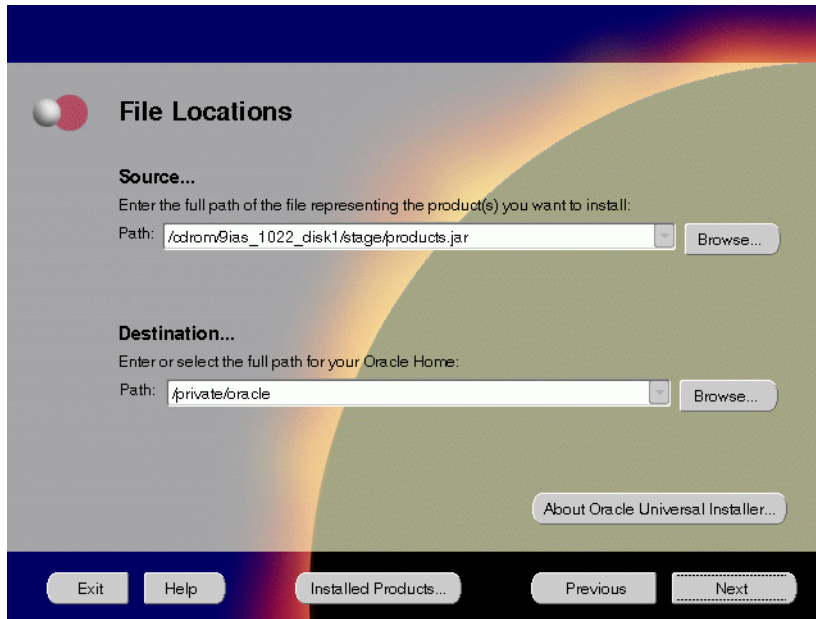 File Locations
Source...
Enter the full path of the file representing the product(s) you want to install:
Path: /cdrom/9ias_1022_disk1/stage/products.jar Browse...
Destination...
Enter or select the full path for your Oracle Home:
Path: /private/oracle Browse...
About Oracle Universal Installer...
Exit Help Installed Products... Previous Next